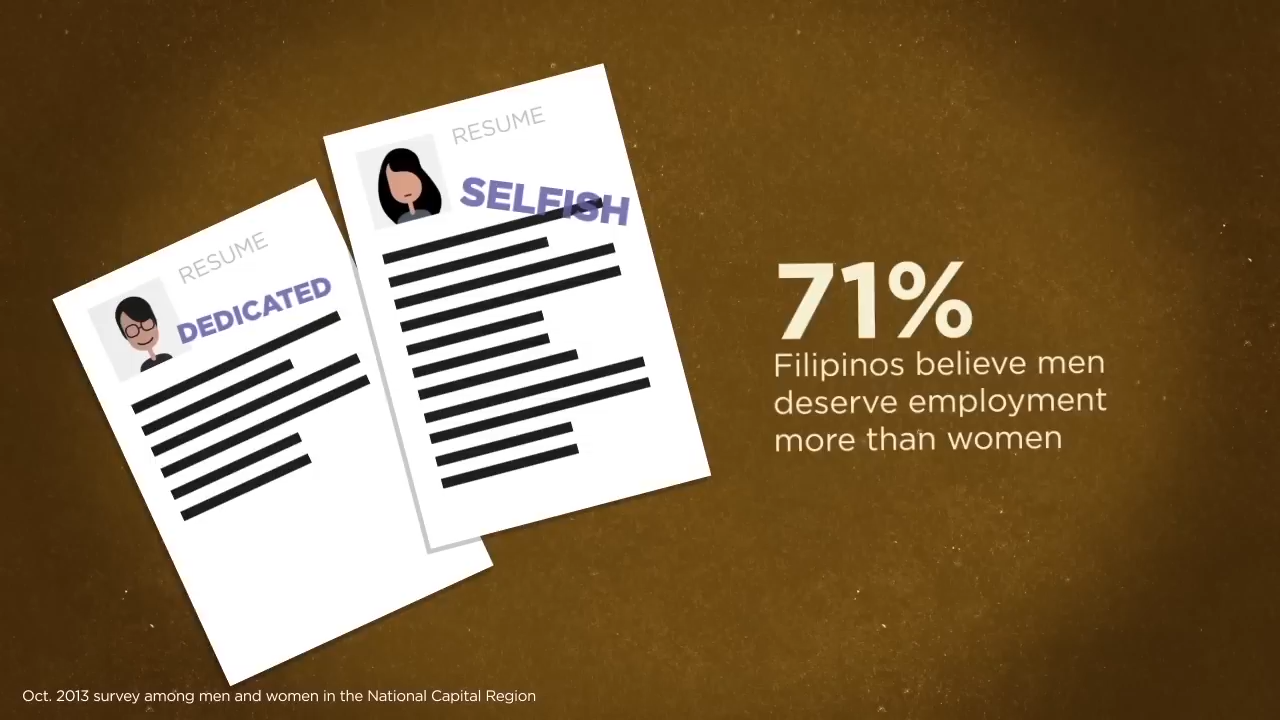 RESUME
DEDICATED
RESUME
SELFISH
71%
Filipinos believe men
deserve employment
more than women
Oct. 2013 survey among men and women in the National Capital Region